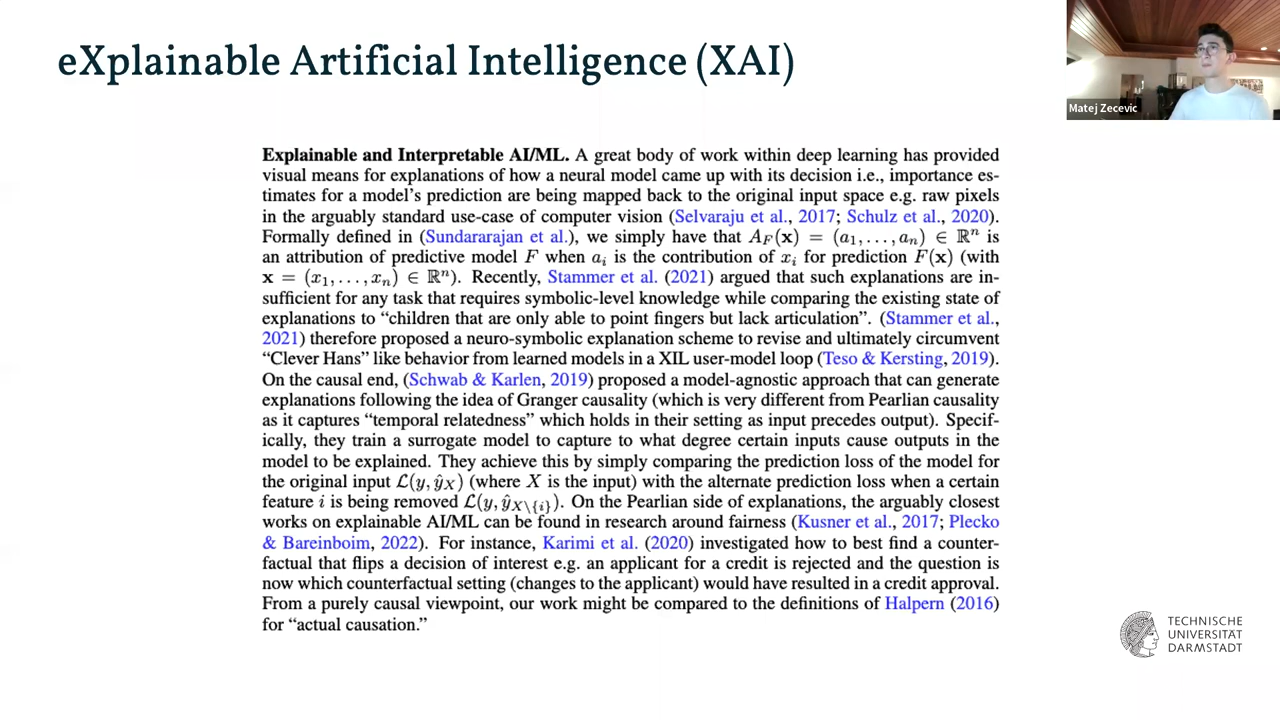 eXplainable Artificial Intelligence (XAI)
Matej Zecevic
Explainable and Interpretable AI/ML. A great body of work within deep learning has provided
visual means for explanations of how a neural model came up with its decision i.e., importance es-
timates for a model's prediction are being mapped back to the original input space e.g. raw pixels
in the arguably standard use-case of computer vision (Selvaraju et al., 2017; Schulz et al., 2020).
Formally defined in (Sundararajan et al.), we simply have that A_F(x) = (a_1, . . . , a_n) ∈ ℝ^n is
an attribution of predictive model F when a_i is the contribution of x_i for prediction F(x) (with
x = (x_1, . . . , x_n) ∈ ℝ^n). Recently, Stammer et al. (2021) argued that such explanations are in-
sufficient for any task that requires symbolic-level knowledge while comparing the existing state of
explanations to “children that are only able to point fingers but lack articulation”. (Stammer et al.,
2021) therefore proposed a neuro-symbolic explanation scheme to revise and ultimately circumvent
“Clever Hans” like behavior from learned models in a XIL user-model loop (Teso & Kersting, 2019).
On the causal end, (Schwab & Karlen, 2019) proposed a model-agnostic approach that can generate
explanations following the idea of Granger causality (which is very different from Pearlian causality
as it captures “temporal relatedness” which holds in their setting as input precedes output). Specif-
ically, they train a surrogate model to capture to what degree certain inputs cause outputs in the
model to be explained. They achieve this by simply comparing the prediction loss of the model for
the original input ℒ(y, ŷ_X) (where X is the input) with the alternate prediction loss when a certain
feature i is being removed ℒ(y, ŷ_{X\{i}}). On the Pearlian side of explanations, the arguably closest
works on explainable AI/ML can be found in research around fairness (Kusner et al., 2017; Plecko
& Bareinboim, 2022). For instance, Karimi et al. (2020) investigated how to best find a counter-
factual that flips a decision of interest e.g. an applicant for a credit is rejected and the question is
now which counterfactual setting (changes to the applicant) would have resulted in a credit approval.
From a purely causal viewpoint, our work might be compared to the definitions of Halpern (2016)
for “actual causation.”
TECHNISCHE
UNIVERSITÄT
DARMSTADT